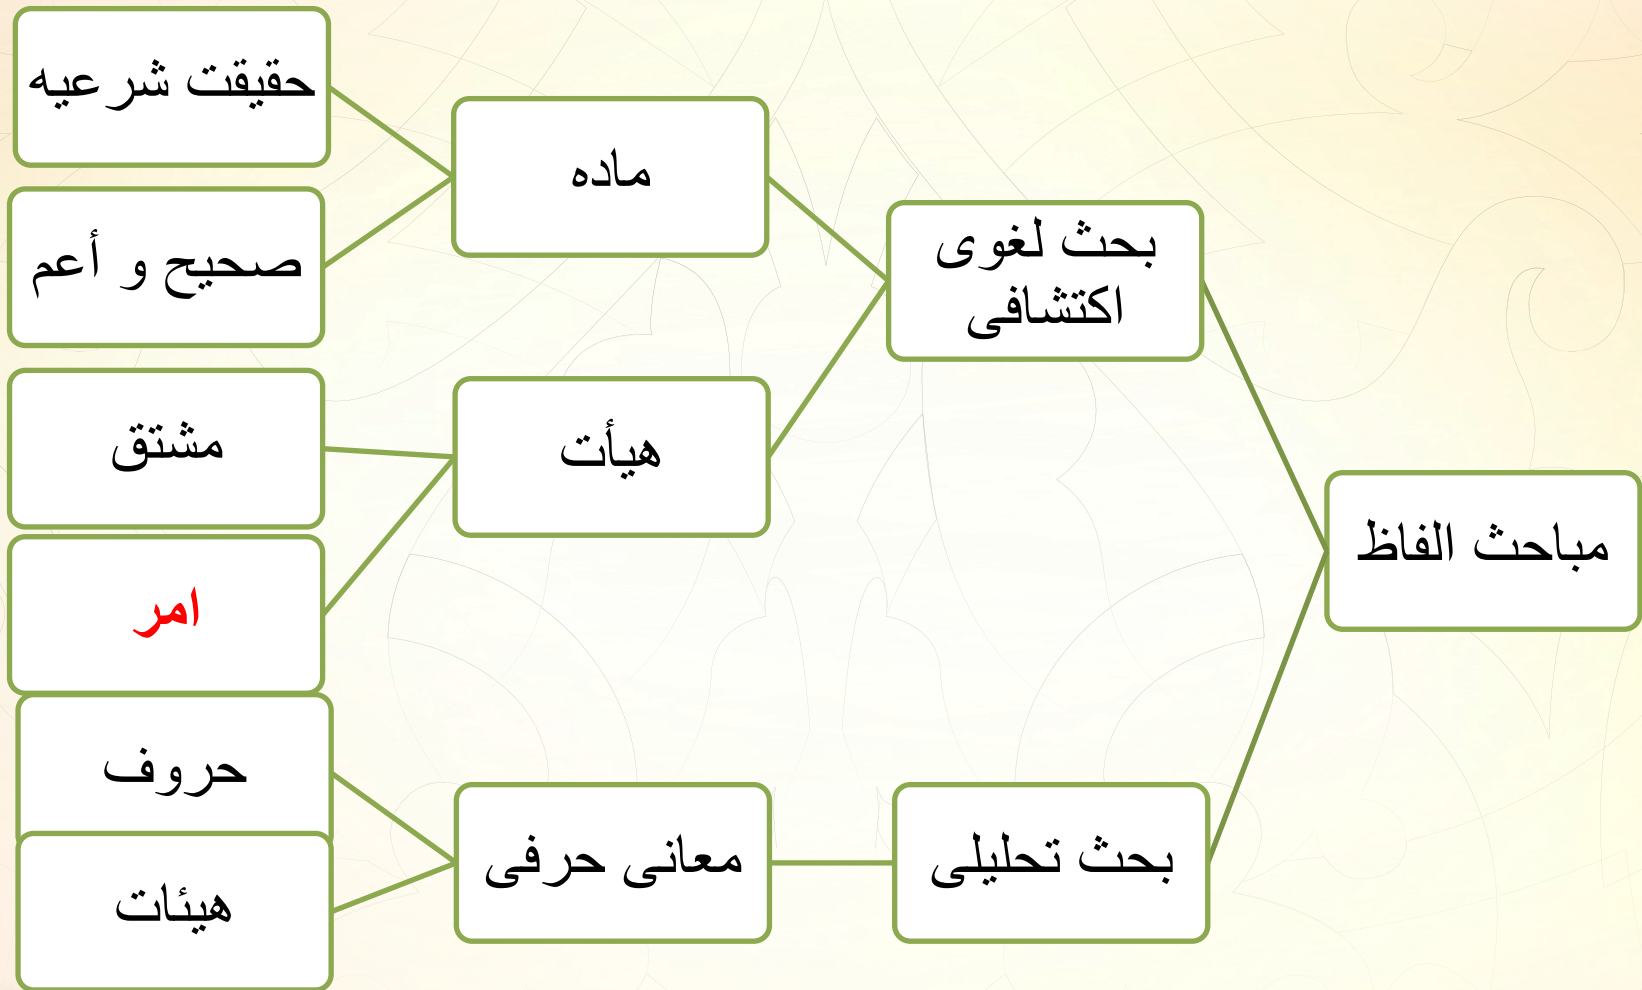 مباحث الفاظ
بحث لغوی
اکتشافی
ماده
حقیقت شرعیه
صحیح و أعم
هیأت
مشتق
امر
بحث تحلیلی
معانی حرفی
حروف
هیئات